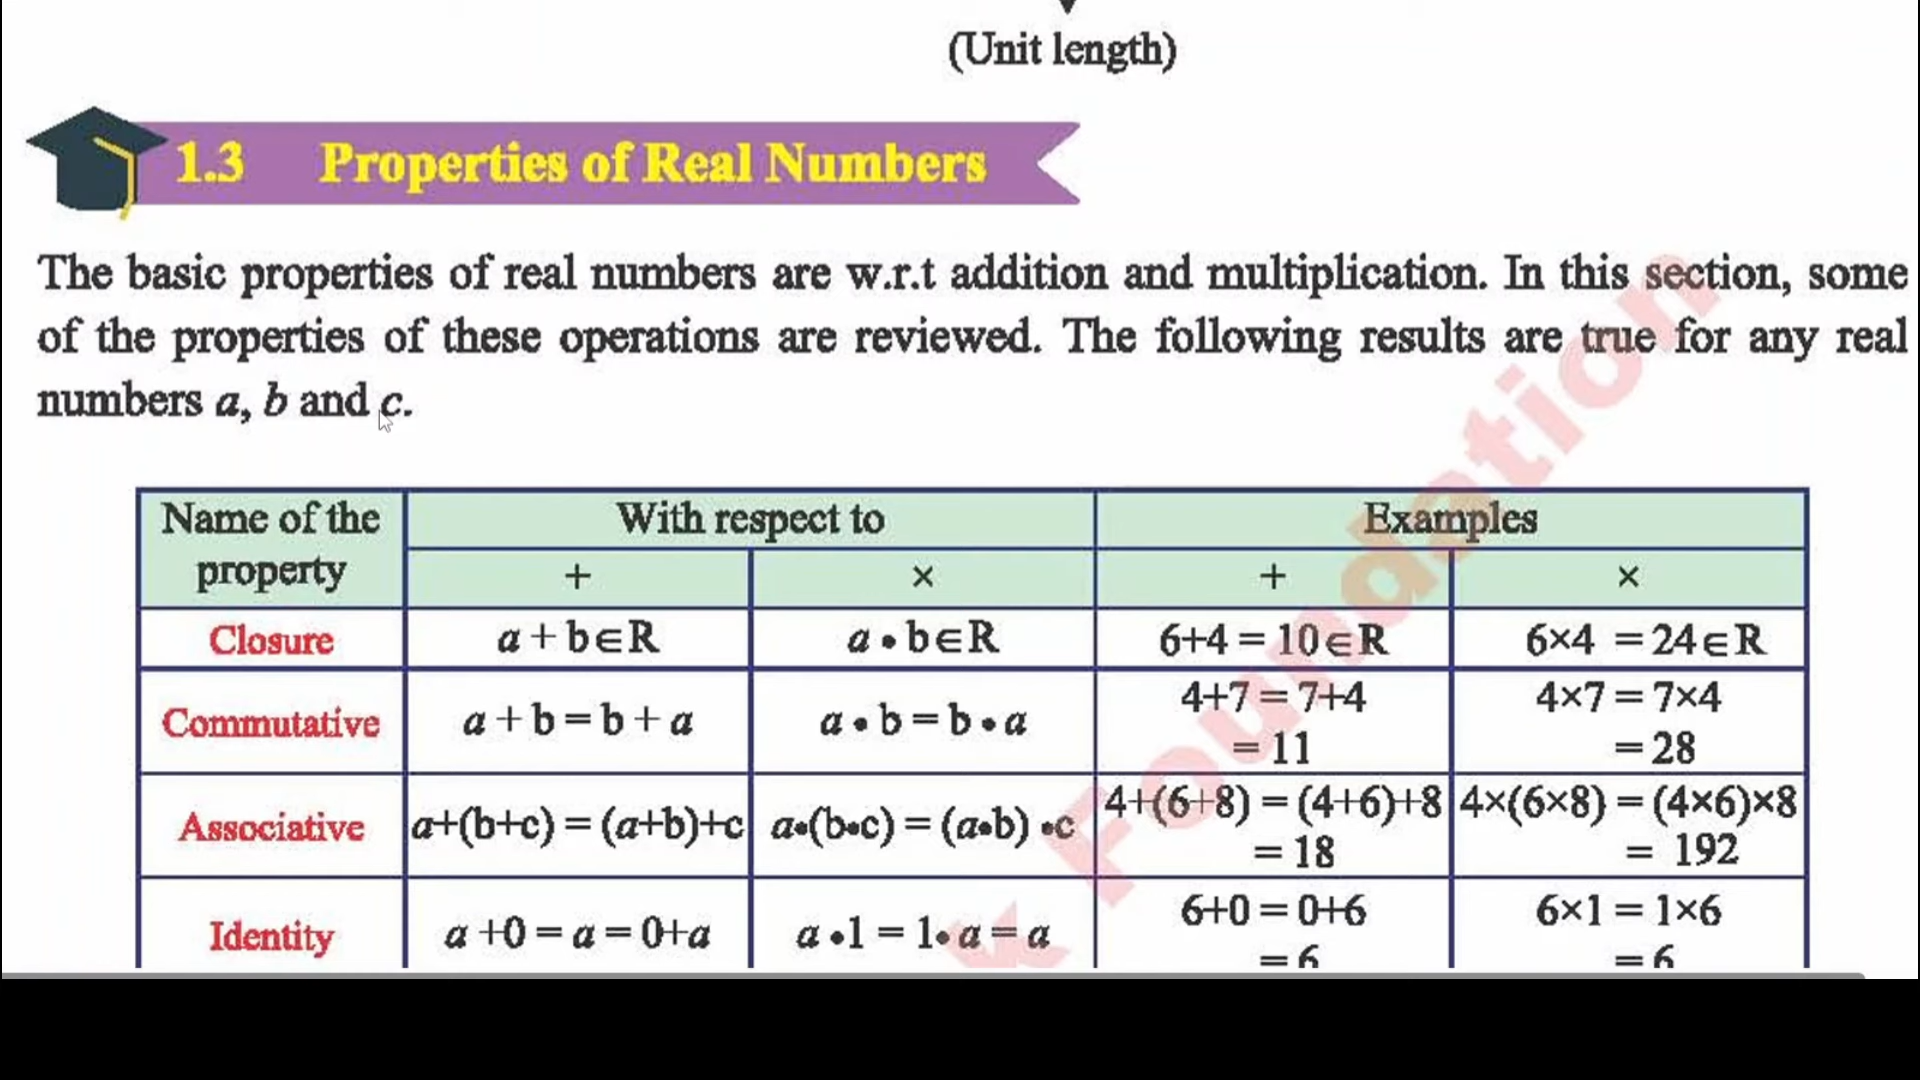 (Unit length)
1.3 Properties of Real Numbers
The basic properties of real numbers are w.r.t addition and multiplication. In this section, some
of the properties of these operations are reviewed. The following results are true for any real
numbers a, b and c.
Name of the property With respect to Examples
+ × + ×
Closure a + b∈R a • b∈R 6+4 = 10∈R 6×4 = 24∈R
Commutative a + b = b + a a • b = b • a 4+7 = 7+4 = 11 4×7 = 7×4 = 28
Associative a+(b+c) = (a+b)+c a•(b•c) = (a•b) •c 4+(6+8) = (4+6)+8 = 18 4×(6×8) = (4×6)×8 = 192
Identity a +0 = a = 0+a a •1 = 1• a = a 6+0 = 0+6 = 6 6×1 = 1×6 = 6
k Foundation